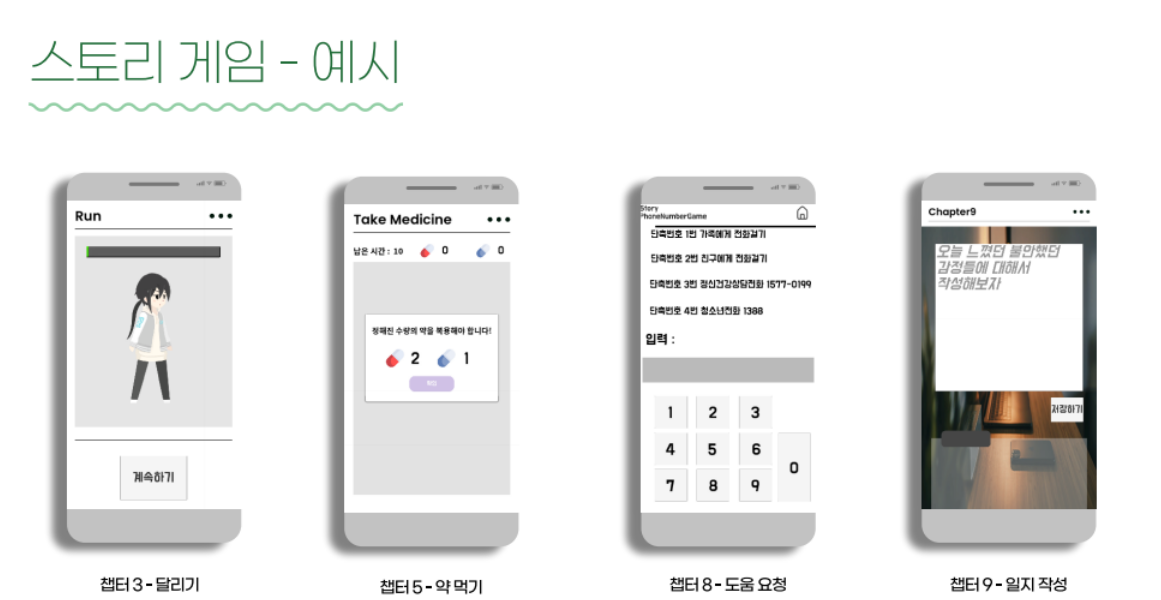 스토리 게임 - 예시
Run
계속하기
챕터 3 - 달리기
Take Medicine
남은 시간 : 10 0 0
정해진 수량의 약을 복용해야 합니다!
2 1
확인
챕터 5 - 약 먹기
Story
PhoneNumberGame
단축번호 1번 가족에게 전화걸기
단축번호 2번 친구에게 전화걸기
단축번호 3번 정신건강상담전화 1577-0199
단축번호 4번 청소년전화 1388
입력 :
1 2 3
4 5 6
0
7 8 9
챕터 8 - 도움 요청
Chapter9
오늘 느꼈던 불안했던
감정들에 대해서
작성해보자
저장하기
챕터 9 - 일지 작성